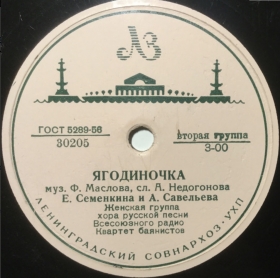 ЛЗ
ГОСТ 5289-56
30205
вторая группа
3-00
ЯГОДИНОЧКА
муз. Ф. Маслова, сл. А. Недогонова
Е. Семенкина и А. Савельева
Женская группа
хора русской песни
Всесоюзного радио
Квартет баянистов
ЛЕНИНГРАДСКИЙ СОВНАРХОЗ·УХП